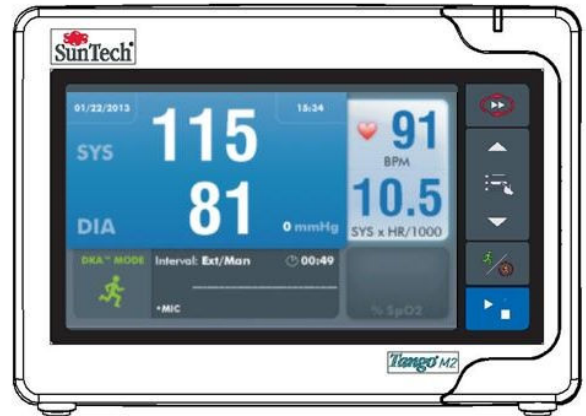 SunTech
01/22/2013
15:24
SYS 115
DIA 81
0 mmHg
91
BPM
10.5
SYS x HR/1000
DKA™ MODE
Interval: Ext/Man
00:49
•MIC
% SpO2
Tango M2